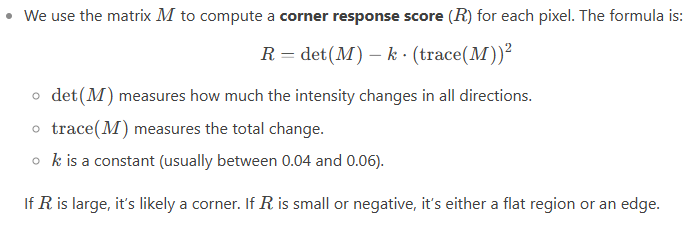 • We use the matrix M to compute a corner response score (R) for each pixel. The formula is:
R = det(M) − k · (trace(M))²
◦ det(M) measures how much the intensity changes in all directions.
◦ trace(M) measures the total change.
◦ k is a constant (usually between 0.04 and 0.06).
If R is large, it's likely a corner. If R is small or negative, it's either a flat region or an edge.